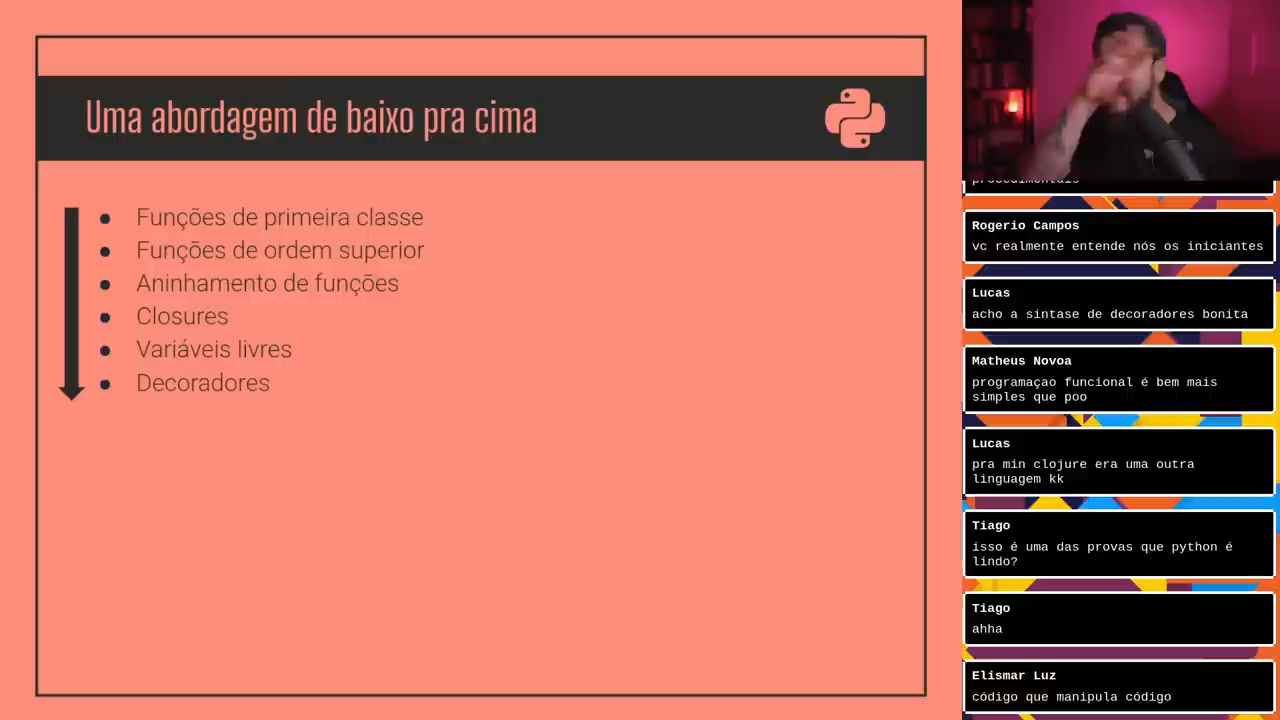 Uma abordagem de baixo pra cima
Funções de primeira classe
Funções de ordem superior
Aninhamento de funções
Closures
Variáveis livres
Decoradores
procedimentais
Rogerio Campos
vc realmente entende nós os iniciantes
Lucas
acho a sintase de decoradores bonita
Matheus Novoa
programaçao funcional é bem mais
simples que poo
Lucas
pra min clojure era uma outra
linguagem kk
Tiago
isso é uma das provas que python é
lindo?
Tiago
ahha
Elismar Luz
código que manipula código